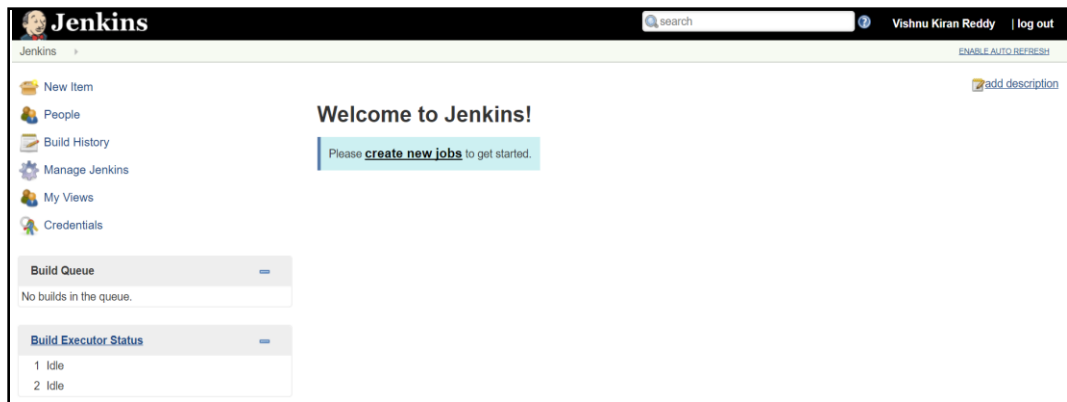 Jenkins
search
Vishnu Kiran Reddy | log out
Jenkins
ENABLE AUTO REFRESH
New Item
People
Build History
Manage Jenkins
My Views
Credentials
add description
Welcome to Jenkins!
Please create new jobs to get started.
Build Queue
No builds in the queue.
Build Executor Status
1 Idle
2 Idle